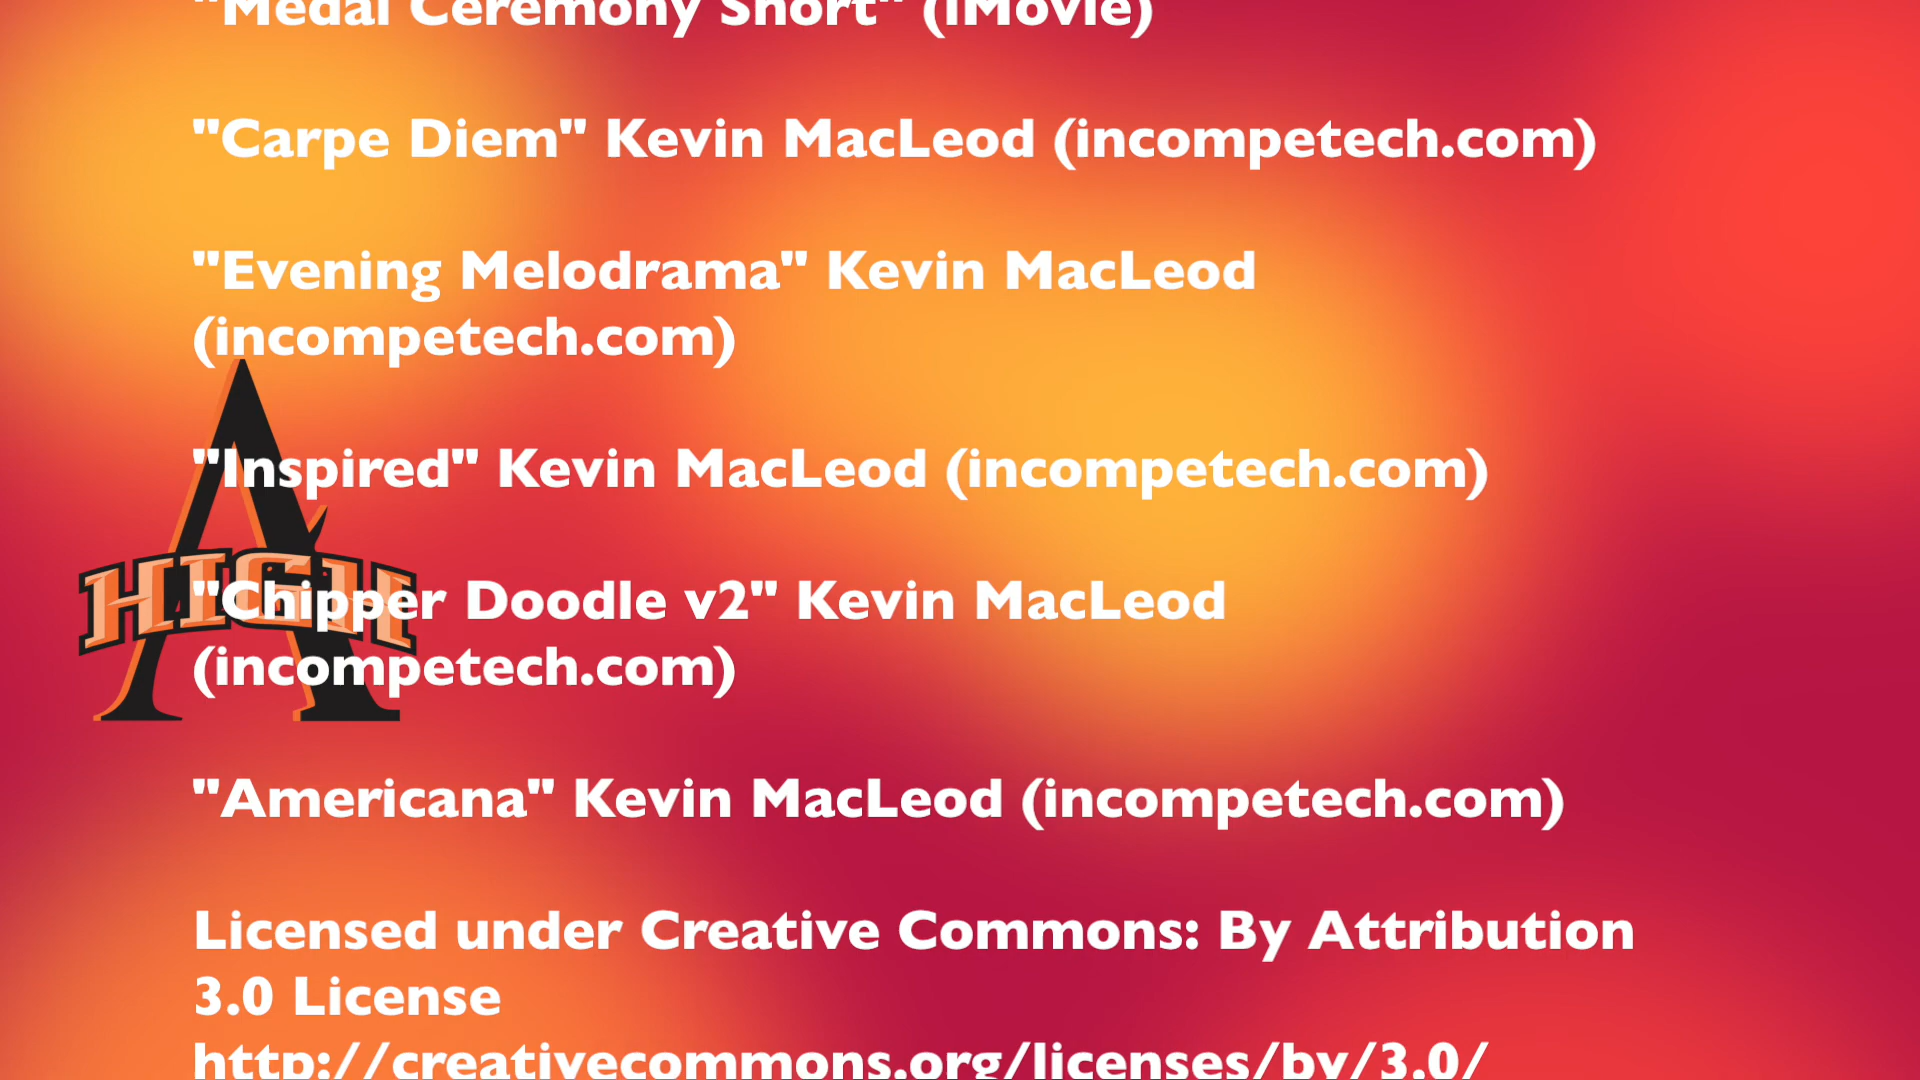 "Medal Ceremony Short" (iMovie)
"Carpe Diem" Kevin MacLeod (incompetech.com)
"Evening Melodrama" Kevin MacLeod
(incompetech.com)
"Inspired" Kevin MacLeod (incompetech.com)
A
HIGH
"Chipper Doodle v2" Kevin MacLeod
(incompetech.com)
"Americana" Kevin MacLeod (incompetech.com)
Licensed under Creative Commons: By Attribution
3.0 License
http://creativecommons.org/licenses/by/3.0/